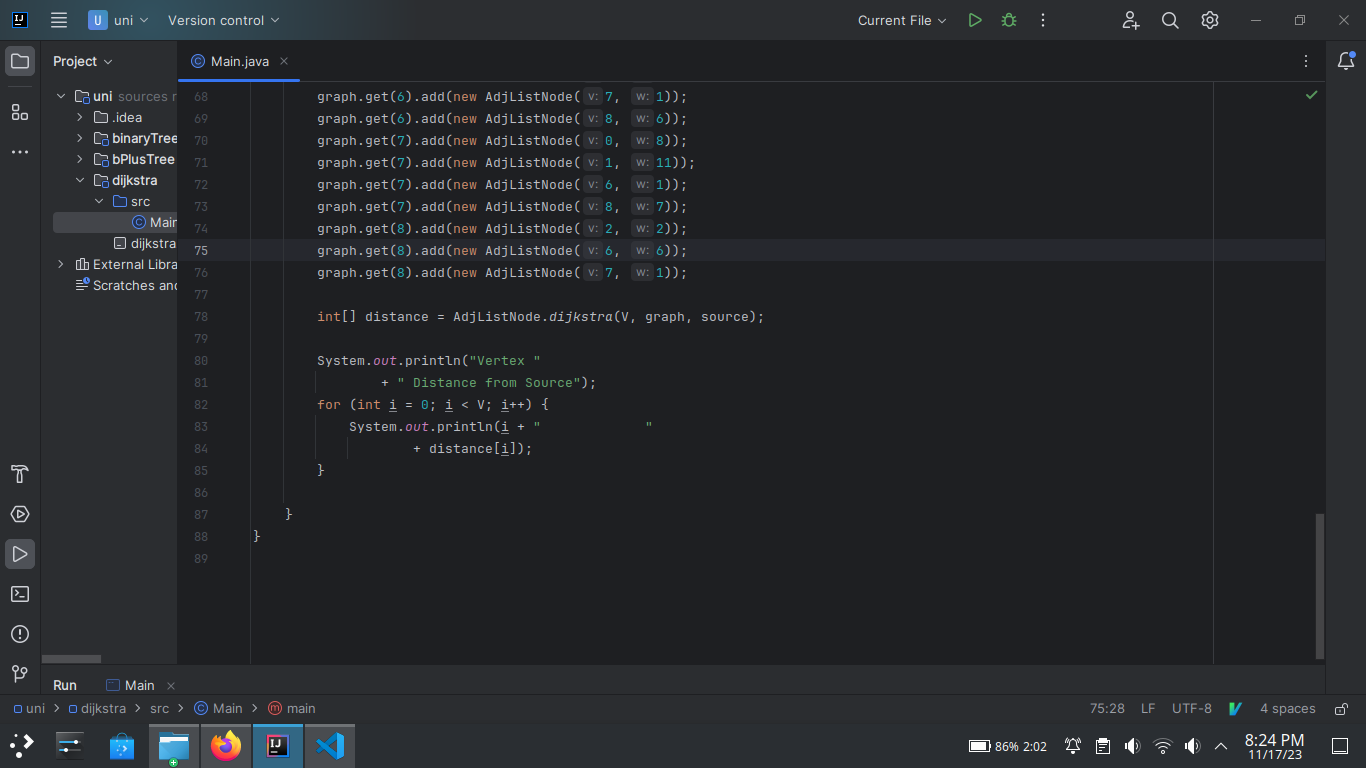 U uni Version control Current File
Project Main.java
uni sources r
.idea
binaryTree
bPlusTree
dijkstra
src
Main
dijkstra
External Libra
Scratches and
68 graph.get(6).add(new AdjListNode( v: 7, w: 1));
69 graph.get(6).add(new AdjListNode( v: 8, w: 6));
70 graph.get(7).add(new AdjListNode( v: 0, w: 8));
71 graph.get(7).add(new AdjListNode( v: 1, w: 11));
72 graph.get(7).add(new AdjListNode( v: 6, w: 1));
73 graph.get(7).add(new AdjListNode( v: 8, w: 7));
74 graph.get(8).add(new AdjListNode( v: 2, w: 2));
75 graph.get(8).add(new AdjListNode( v: 6, w: 6));
76 graph.get(8).add(new AdjListNode( v: 7, w: 1));
77
78 int[] distance = AdjListNode.dijkstra(V, graph, source);
79
80 System.out.println("Vertex "
81 + " Distance from Source");
82 for (int i = 0; i < V; i++) {
83 System.out.println(i + "             "
84 + distance[i]);
85 }
86
87 }
88 }
89
Run Main
uni dijkstra src Main main 75:28 LF UTF-8 4 spaces
86% 2:02 8:24 PM
11/17/23